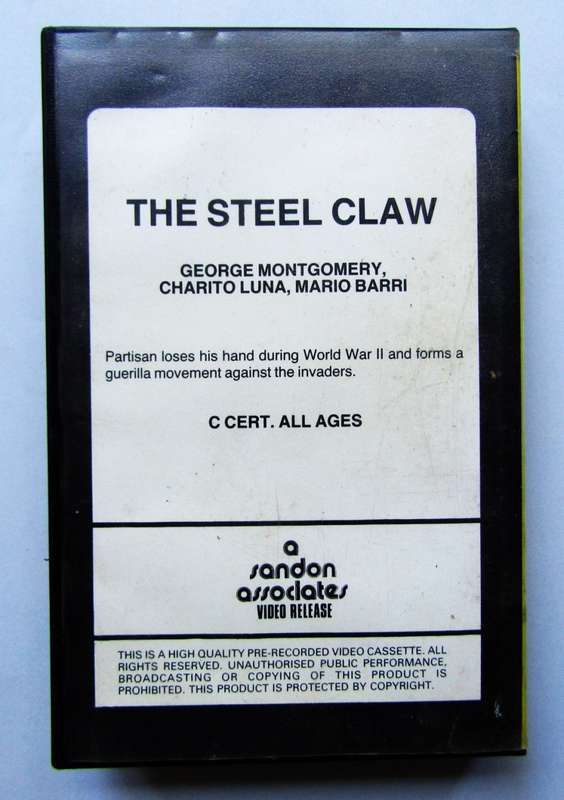 THE STEEL CLAW
GEORGE MONTGOMERY,
CHARITO LUNA, MARIO BARRI
Partisan loses his hand during World War II and forms a
guerilla movement against the invaders.
C CERT. ALL AGES
a
sandon
associates
VIDEO RELEASE
THIS IS A HIGH QUALITY PRE-RECORDED VIDEO CASSETTE. ALL
RIGHTS RESERVED. UNAUTHORISED PUBLIC PERFORMANCE,
BROADCASTING OR COPYING OF THIS PRODUCT IS
PROHIBITED. THIS PRODUCT IS PROTECTED BY COPYRIGHT.